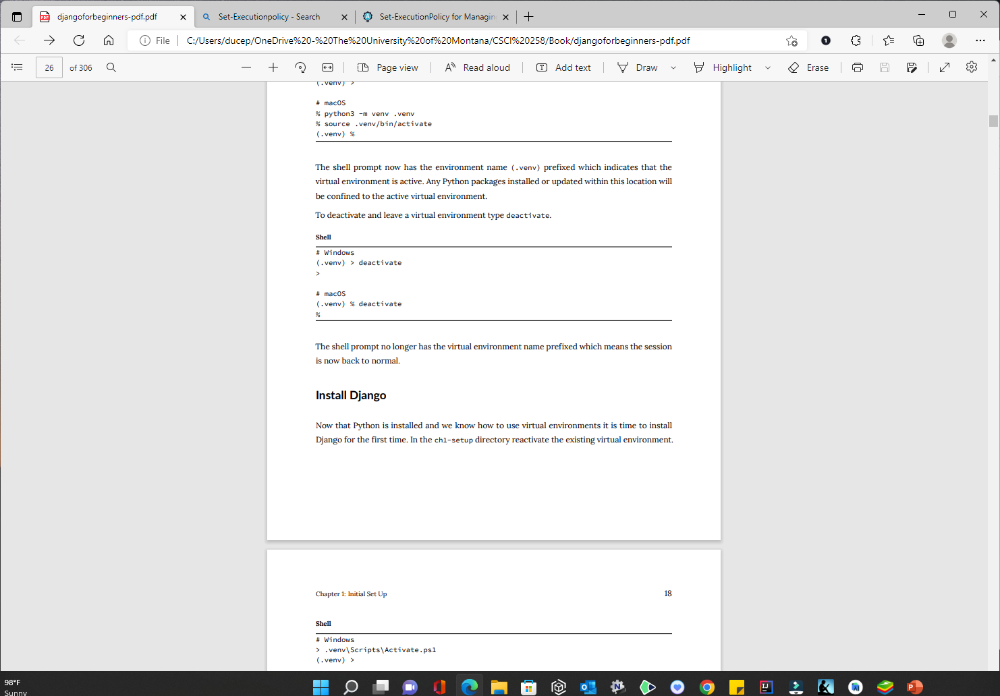 djangoforbeginners-pdf.pdf
Set-Executionpolicy - Search
Set-ExecutionPolicy for Managin
File
C:/Users/ducep/OneDrive%20-%20The%20University%20of%20Montana/CSCI%20258/Book/djangoforbeginners-pdf.pdf
26 of 306
Page view
Read aloud
Add text
Draw
Highlight
Erase
(.venv) >
# macOS
% python3 -m venv .venv
% source .venv/bin/activate
(.venv) %
The shell prompt now has the environment name (.venv) prefixed which indicates that the
virtual environment is active. Any Python packages installed or updated within this location will
be confined to the active virtual environment.
To deactivate and leave a virtual environment type deactivate.
Shell
# Windows
(.venv) > deactivate
>
# macOS
(.venv) % deactivate
%
The shell prompt no longer has the virtual environment name prefixed which means the session
is now back to normal.
Install Django
Now that Python is installed and we know how to use virtual environments it is time to install
Django for the first time. In the ch1-setup directory reactivate the existing virtual environment.
Chapter 1: Initial Set Up
18
Shell
# Windows
> .venv\Scripts\Activate.ps1
(.venv) >
98°F
Sunny